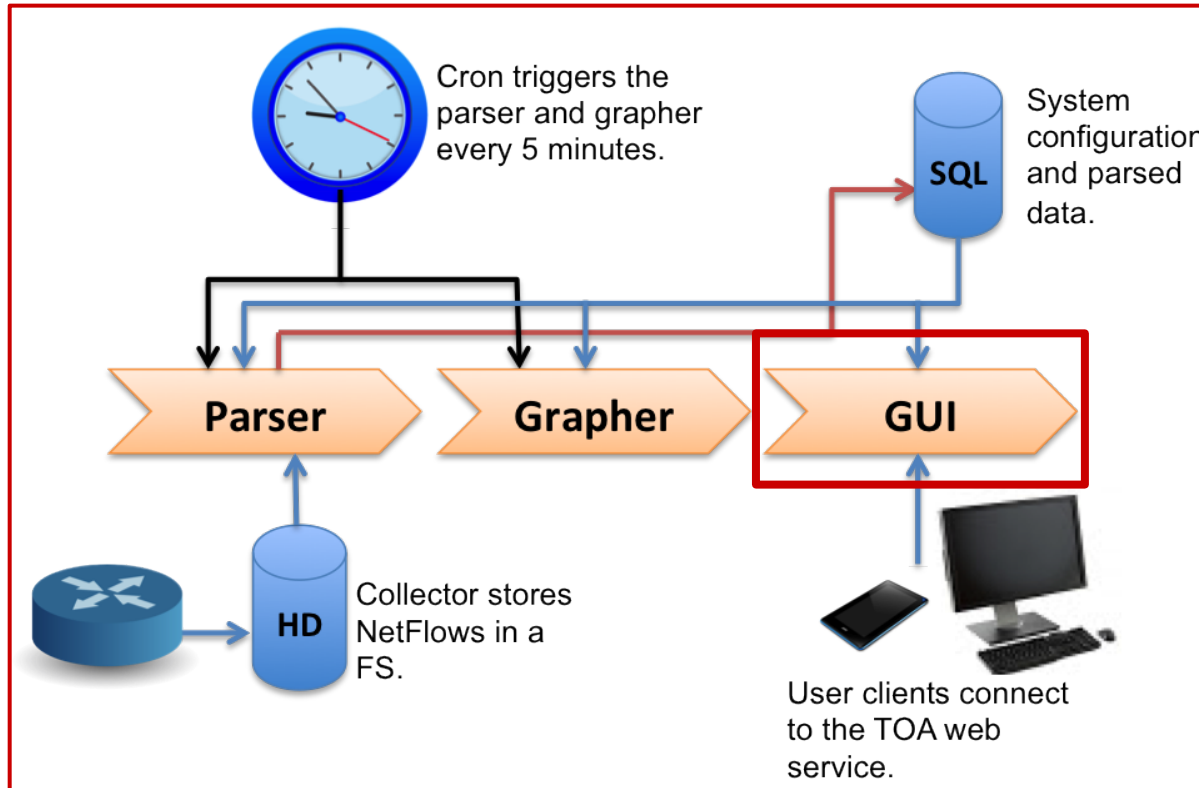 Cron triggers the
parser and grapher
every 5 minutes.
SQL
System
configuration
and parsed
data.
Parser
Grapher
GUI
HD
Collector stores
NetFlows in a
FS.
User clients connect
to the TOA web
service.